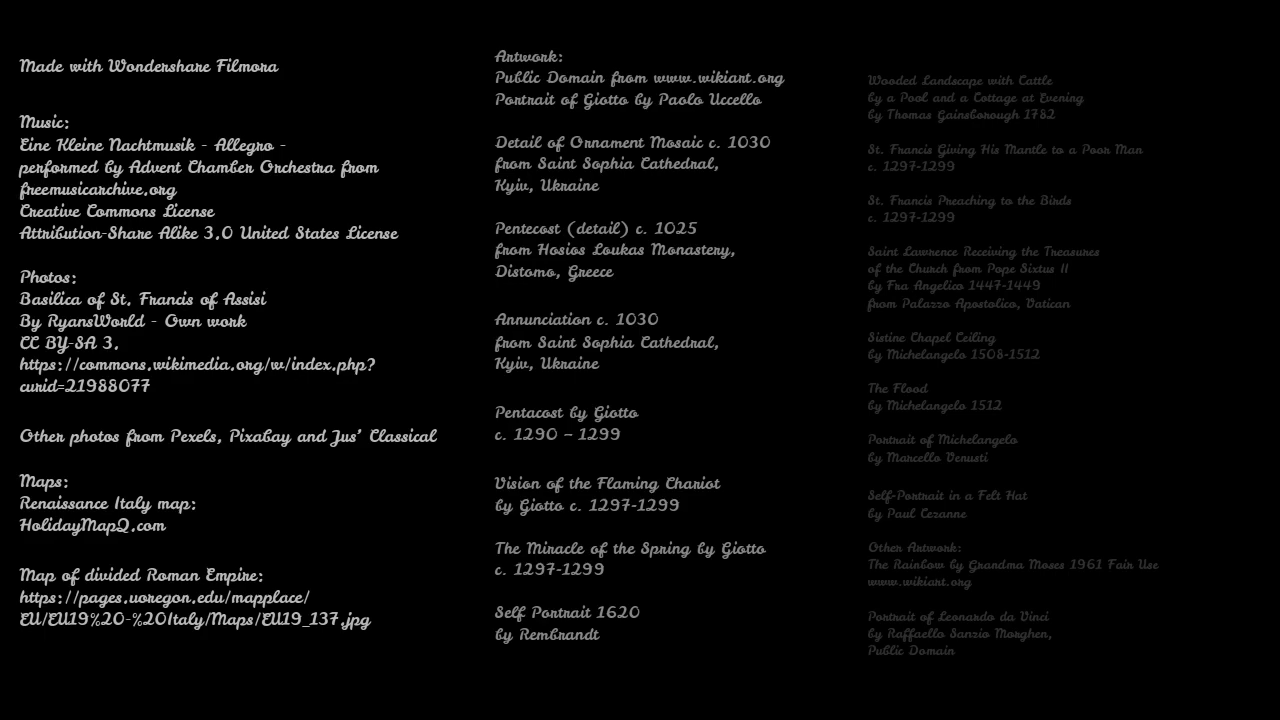 Made with Wondershare Filmora
Music:
Eine Kleine Nachtmusik - Allegro -
performed by Advent Chamber Orchestra from
freemusicarchive.org
Creative Commons License
Attribution-Share Alike 3.0 United States License
Photos:
Basilica of St. Francis of Assisi
By RyansWorld - Own work
CC BY-SA 3.
https://commons.wikimedia.org/w/index.php?
curid=21988077
Other photos from Pexels, Pixabay and Jus' Classical
Maps:
Renaissance Italy map:
HolidayMapQ.com
Map of divided Roman Empire:
https://pages.uoregon.edu/mapplace/
EU/EU19%20-%20Italy/Maps/EU19_137.jpg
Artwork:
Public Domain from www.wikiart.org
Portrait of Giotto by Paolo Uccello
Detail of Ornament Mosaic c. 1030
from Saint Sophia Cathedral,
Kyiv, Ukraine
Pentecost (detail) c. 1025
from Hosios Loukas Monastery,
Distomo, Greece
Annunciation c. 1030
from Saint Sophia Cathedral,
Kyiv, Ukraine
Pentacost by Giotto
c. 1290 – 1299
Vision of the Flaming Chariot
by Giotto c. 1297-1299
The Miracle of the Spring by Giotto
c. 1297-1299
Self Portrait 1620
by Rembrandt
Wooded Landscape with Cattle
by a Pool and a Cottage at Evening
by Thomas Gainsborough 1782
St. Francis Giving His Mantle to a Poor Man
c. 1297-1299
St. Francis Preaching to the Birds
c. 1297-1299
Saint Lawrence Receiving the Treasures
of the Church from Pope Sixtus II
by Fra Angelico 1447-1449
from Palazzo Apostolico, Vatican
Sistine Chapel Ceiling
by Michelangelo 1508-1512
The Flood
by Michelangelo 1512
Portrait of Michelangelo
by Marcello Venusti
Self-Portrait in a Felt Hat
by Paul Cezanne
Other Artwork:
The Rainbow by Grandma Moses 1961 Fair Use
www.wikiart.org
Portrait of Leonardo da Vinci
by Raffaello Sanzio Morghen,
Public Domain